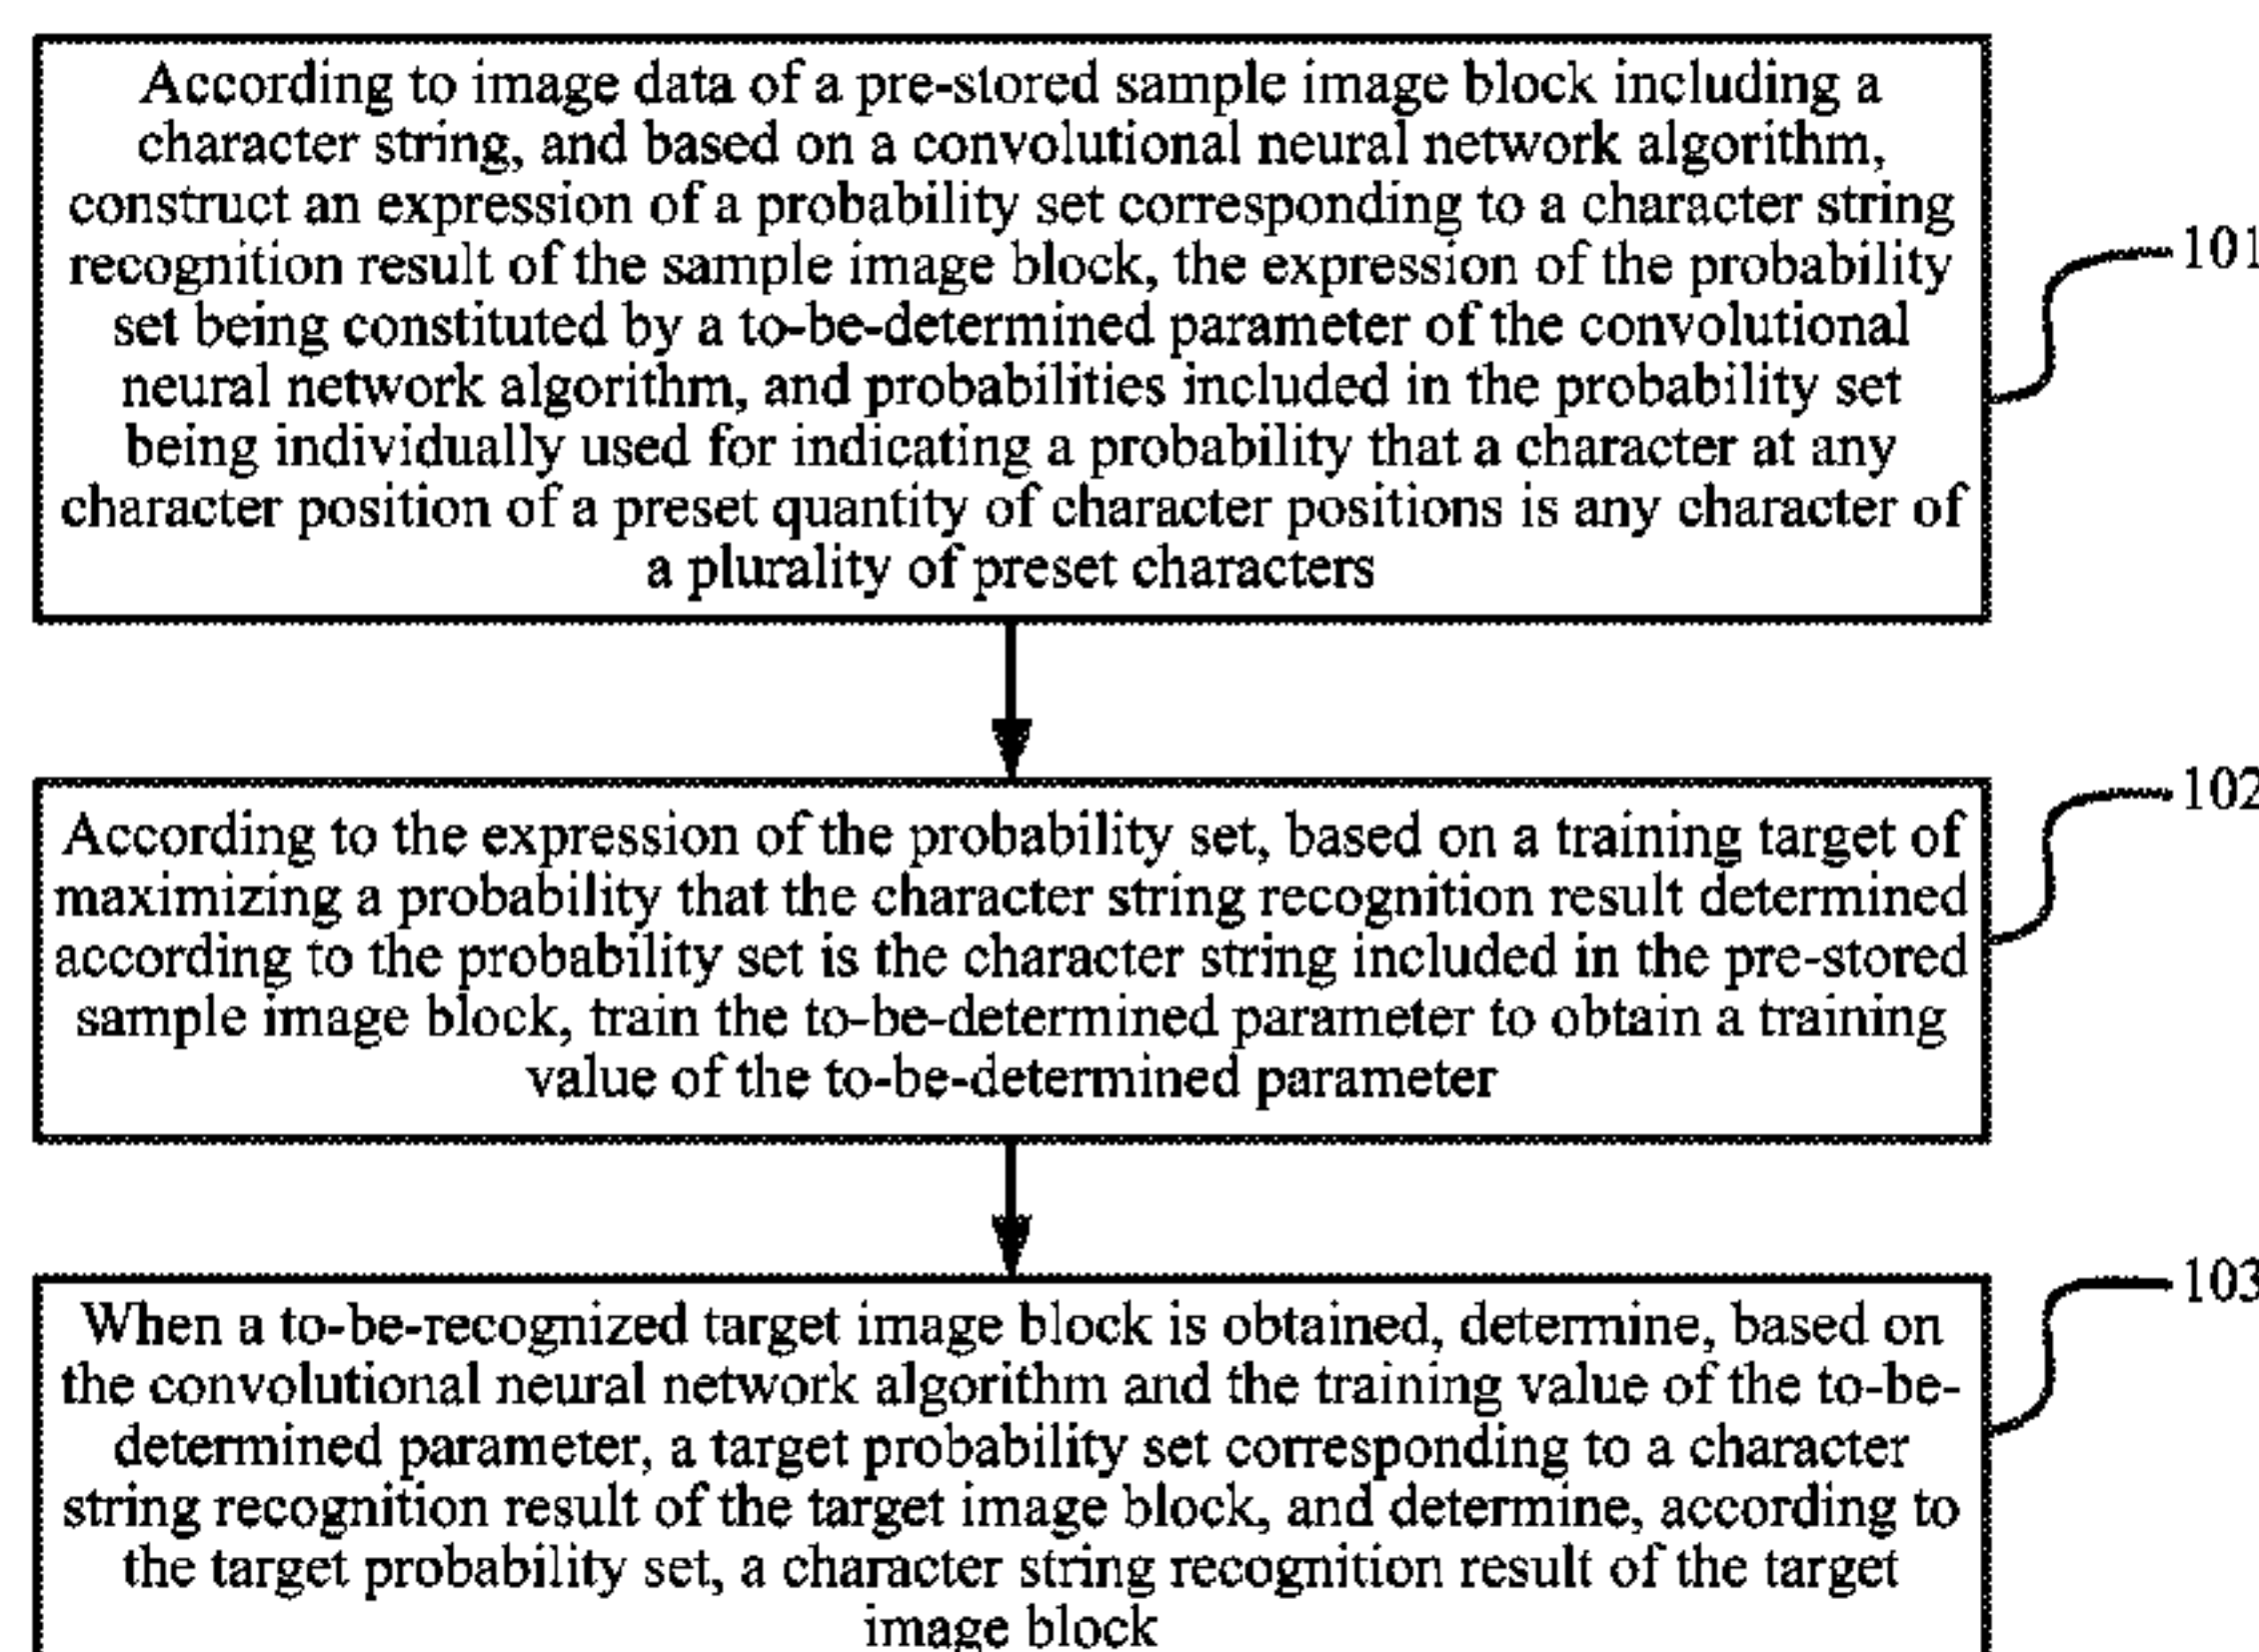 According to image data of a pre-stored sample image block including a
character string, and based on a convolutional neural network algorithm,
construct an expression of a probability set corresponding to a character string
recognition result of the sample image block, the expression of the probability
set being constituted by a to-be-determined parameter of the convolutional
neural network algorithm, and probabilities included in the probability set
being individually used for indicating a probability that a character at any
character position of a preset quantity of character positions is any character of
a plurality of preset characters
101
According to the expression of the probability set, based on a training target of
maximizing a probability that the character string recognition result determined
according to the probability set is the character string included in the pre-stored
sample image block, train the to-be-determined parameter to obtain a training
value of the to-be-determined parameter
102
When a to-be-recognized target image block is obtained, determine, based on
the convolutional neural network algorithm and the training value of the to-be-
determined parameter, a target probability set corresponding to a character
string recognition result of the target image block, and determine, according to
the target probability set, a character string recognition result of the target
image block
103